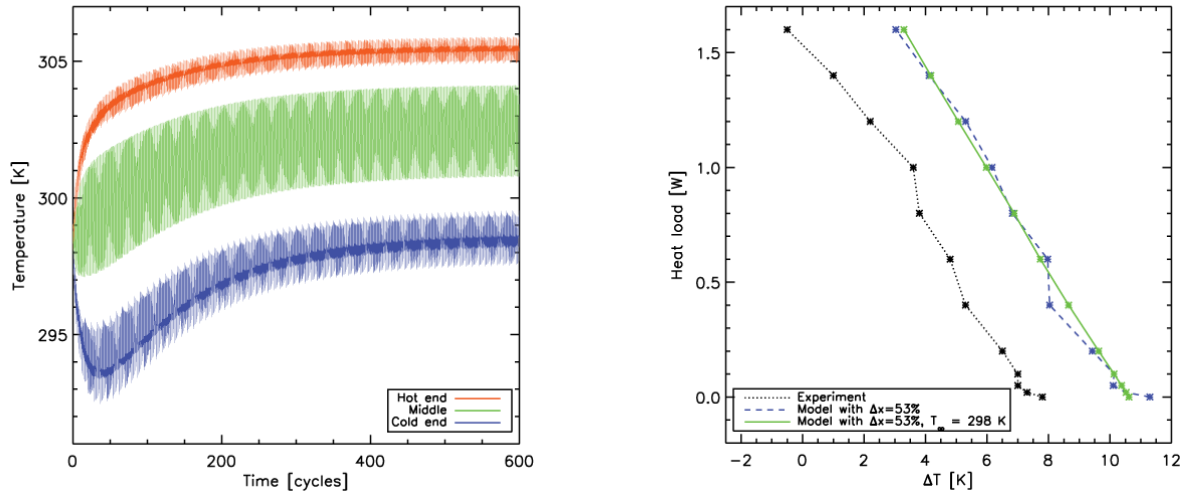 305
300
295
Temperature [K]
Hot end
Middle
Cold end
0 200 400 600
Time [cycles]
1.5
1.0
0.5
0.0
Heat load [W]
Experiment
Model with Δx=53%
Model with Δx=53%, T∞ = 298 K
−2 0 2 4 6 8 10 12
ΔT [K]